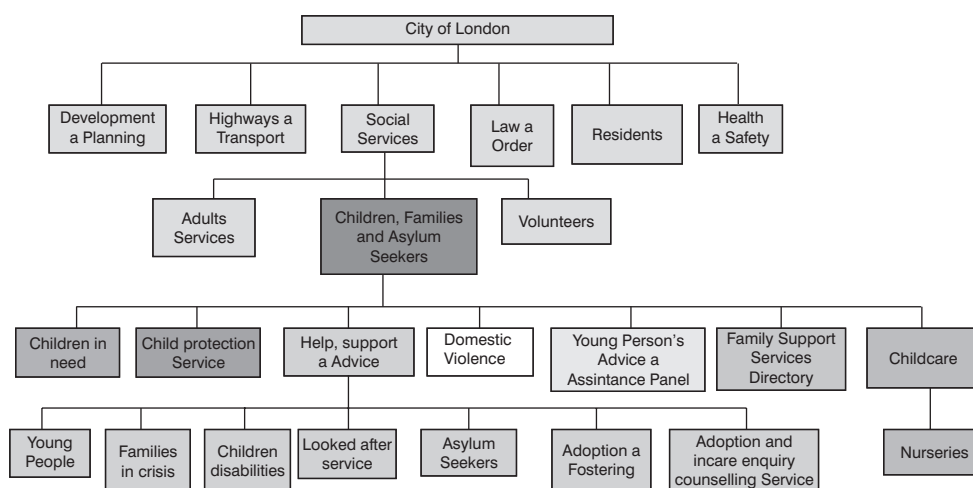 City of London
Development
a Planning
Highways a
Transport
Social
Services
Law a
Order
Residents
Health
a Safety
Adults
Services
Children, Families
and Asylum
Seekers
Volunteers
Children in
need
Child protection
Service
Help, support
a Advice
Domestic
Violence
Young Person's
Advice a
Assintance Panel
Family Support
Services
Directory
Childcare
Young
People
Families
in crisis
Children
disabilities
Looked after
service
Asylum
Seekers
Adoption a
Fostering
Adoption and
incare enquiry
counselling Service
Nurseries